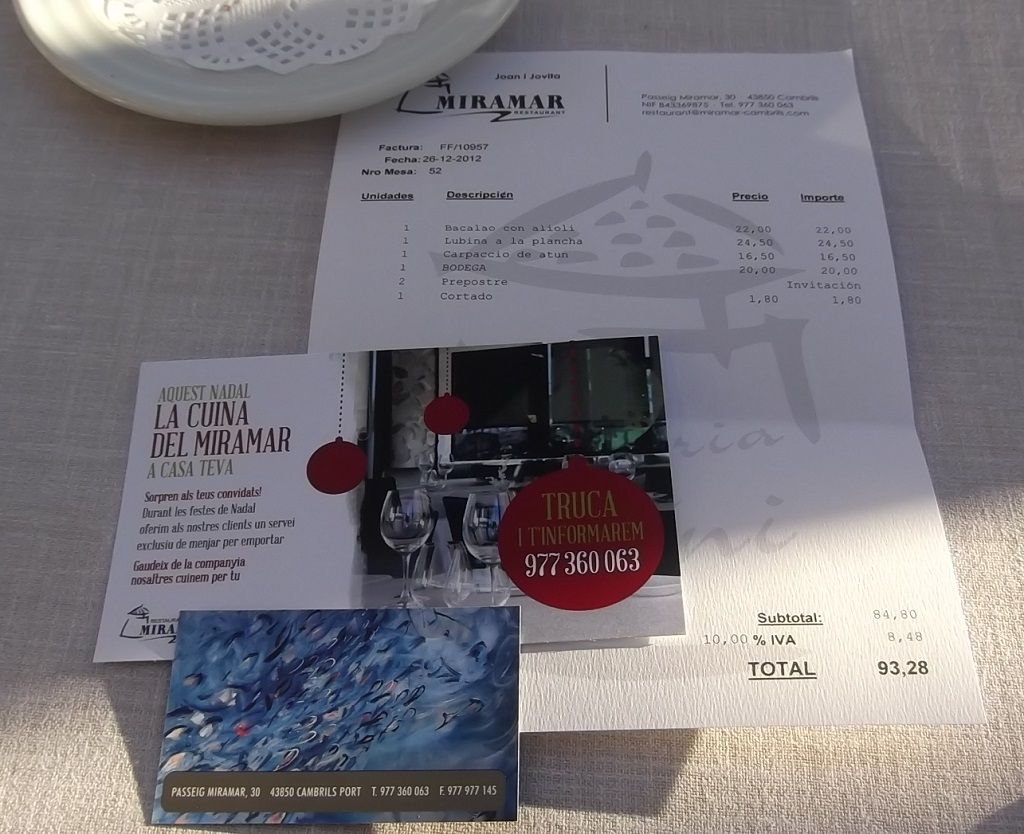 Joan i Jovita
MIRAMAR
RESTAURANT
Passeig Miramar, 30 43850 Cambrils
NIF B43369875 Tel. 977 360 063
restaurant@miramar-cambrils.com
Factura: FF/10957
Fecha: 26-12-2012
Nro Mesa: 52
Unidades Descripción Precio Importe
1 Bacalao con alioli 22,00 22,00
1 Lubina a la plancha 24,50 24,50
1 Carpaccio de atun 16,50 16,50
1 BODEGA 20,00 20,00
2 Prepostre Invitación
1 Cortado 1,80 1,80
Subtotal: 84,80
10,00 % IVA 8,48
TOTAL 93,28
AQUEST NADAL
LA CUINA
DEL MIRAMAR
A CASA TEVA
Sorpren als teus convidats!
Durant les festes de Nadal
oferim als nostres clients un servei
exclusiu de menjar per emportar
Gaudeix de la companyia
nosaltres cuinem per tu
TRUCA
I T'INFORMAREM
977 360 063
PASSEIG MIRAMAR, 30 43850 CAMBRILS PORT T. 977 360 063 F. 977 977 145